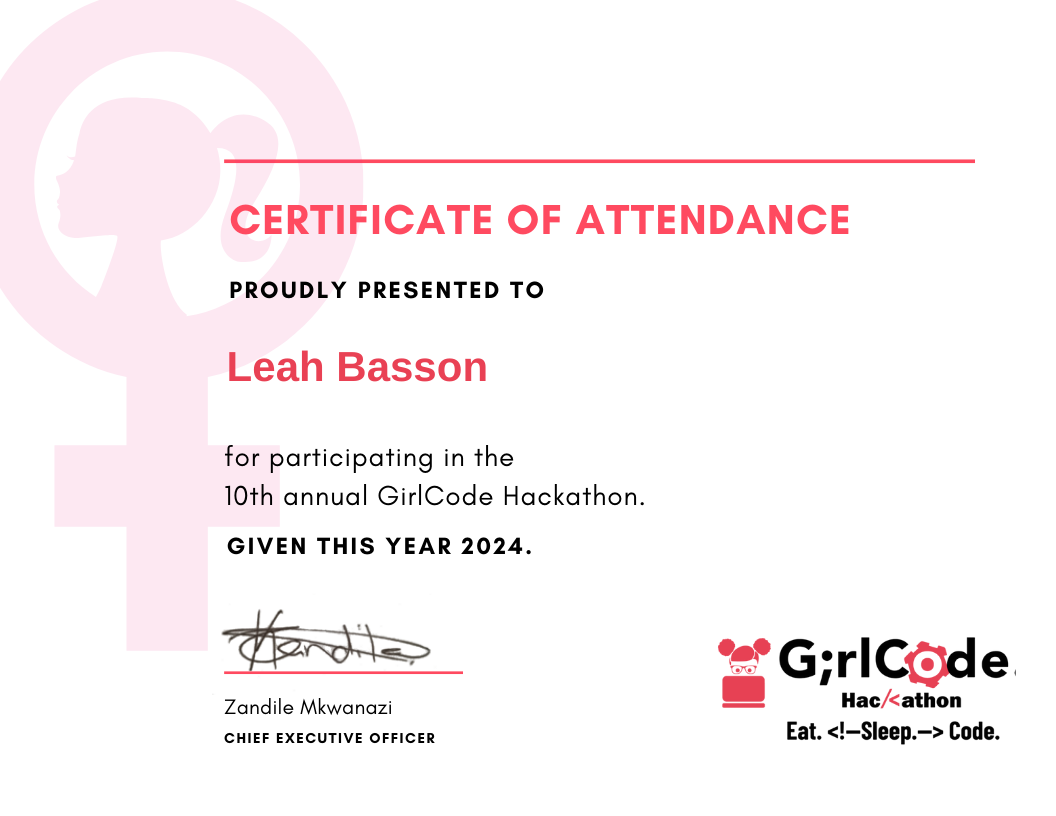 CERTIFICATE OF ATTENDANCE
PROUDLY PRESENTED TO
Leah Basson
for participating in the
10th annual GirlCode Hackathon.
GIVEN THIS YEAR 2024.
Zandile
Zandile Mkwanazi
CHIEF EXECUTIVE OFFICER
G;rlCode.
Hac/<athon
Eat. <!—Sleep.—> Code.